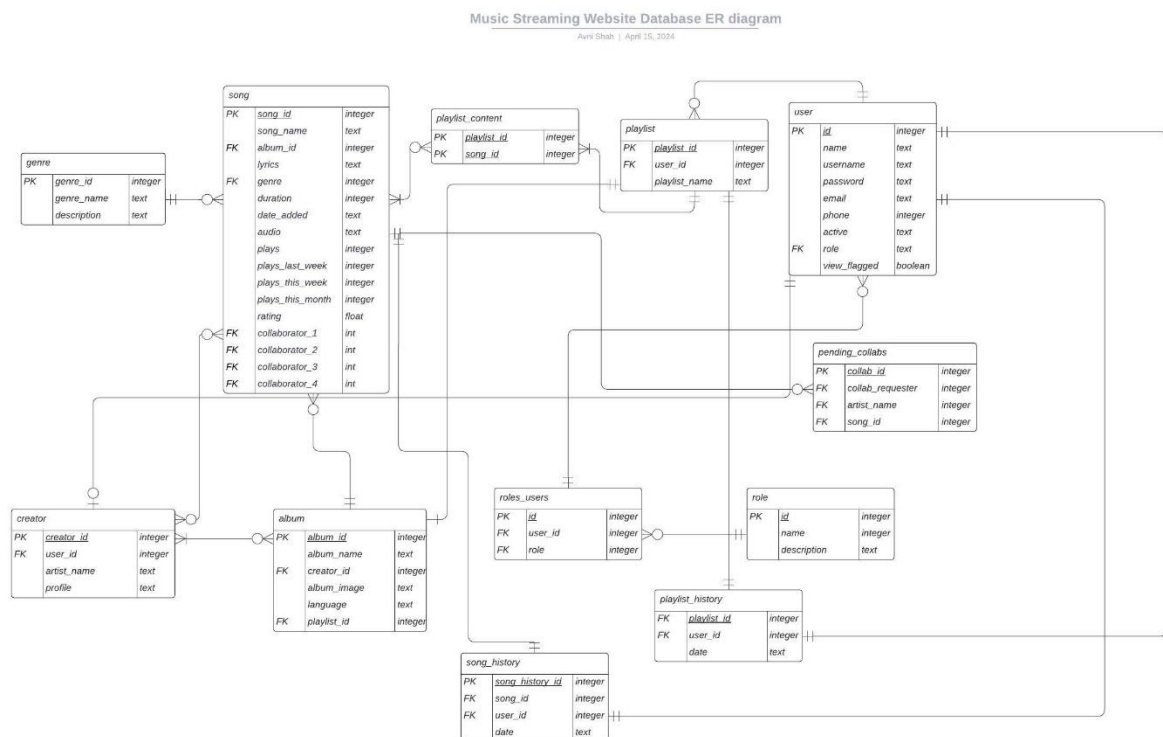 Music Streaming Website Database ER diagram
Avni Shah | April 15, 2024
song
PK song_id integer
song_name text
FK album_id integer
lyrics text
FK genre integer
duration integer
date_added text
audio text
plays integer
plays_last_week integer
plays_this_week integer
plays_this_month integer
rating float
FK collaborator_1 int
FK collaborator_2 int
FK collaborator_3 int
FK collaborator_4 int
playlist_content
PK playlist_id integer
PK song_id integer
playlist
PK playlist_id integer
FK user_id integer
playlist_name text
user
PK id integer
name text
username text
password text
email text
phone integer
active text
FK role text
view_flagged boolean
genre
PK genre_id integer
genre_name text
description text
pending_collabs
PK collab_id integer
FK collab_requester integer
FK artist_name integer
FK song_id integer
creator
PK creator_id integer
FK user_id integer
artist_name text
profile text
album
PK album_id integer
album_name text
FK creator_id integer
album_image text
language text
FK playlist_id integer
roles_users
PK id integer
FK user_id integer
FK role integer
role
PK id integer
name integer
description text
playlist_history
FK playlist_id integer
FK user_id integer
date text
song_history
PK song_history_id integer
FK song_id integer
FK user_id integer
date text